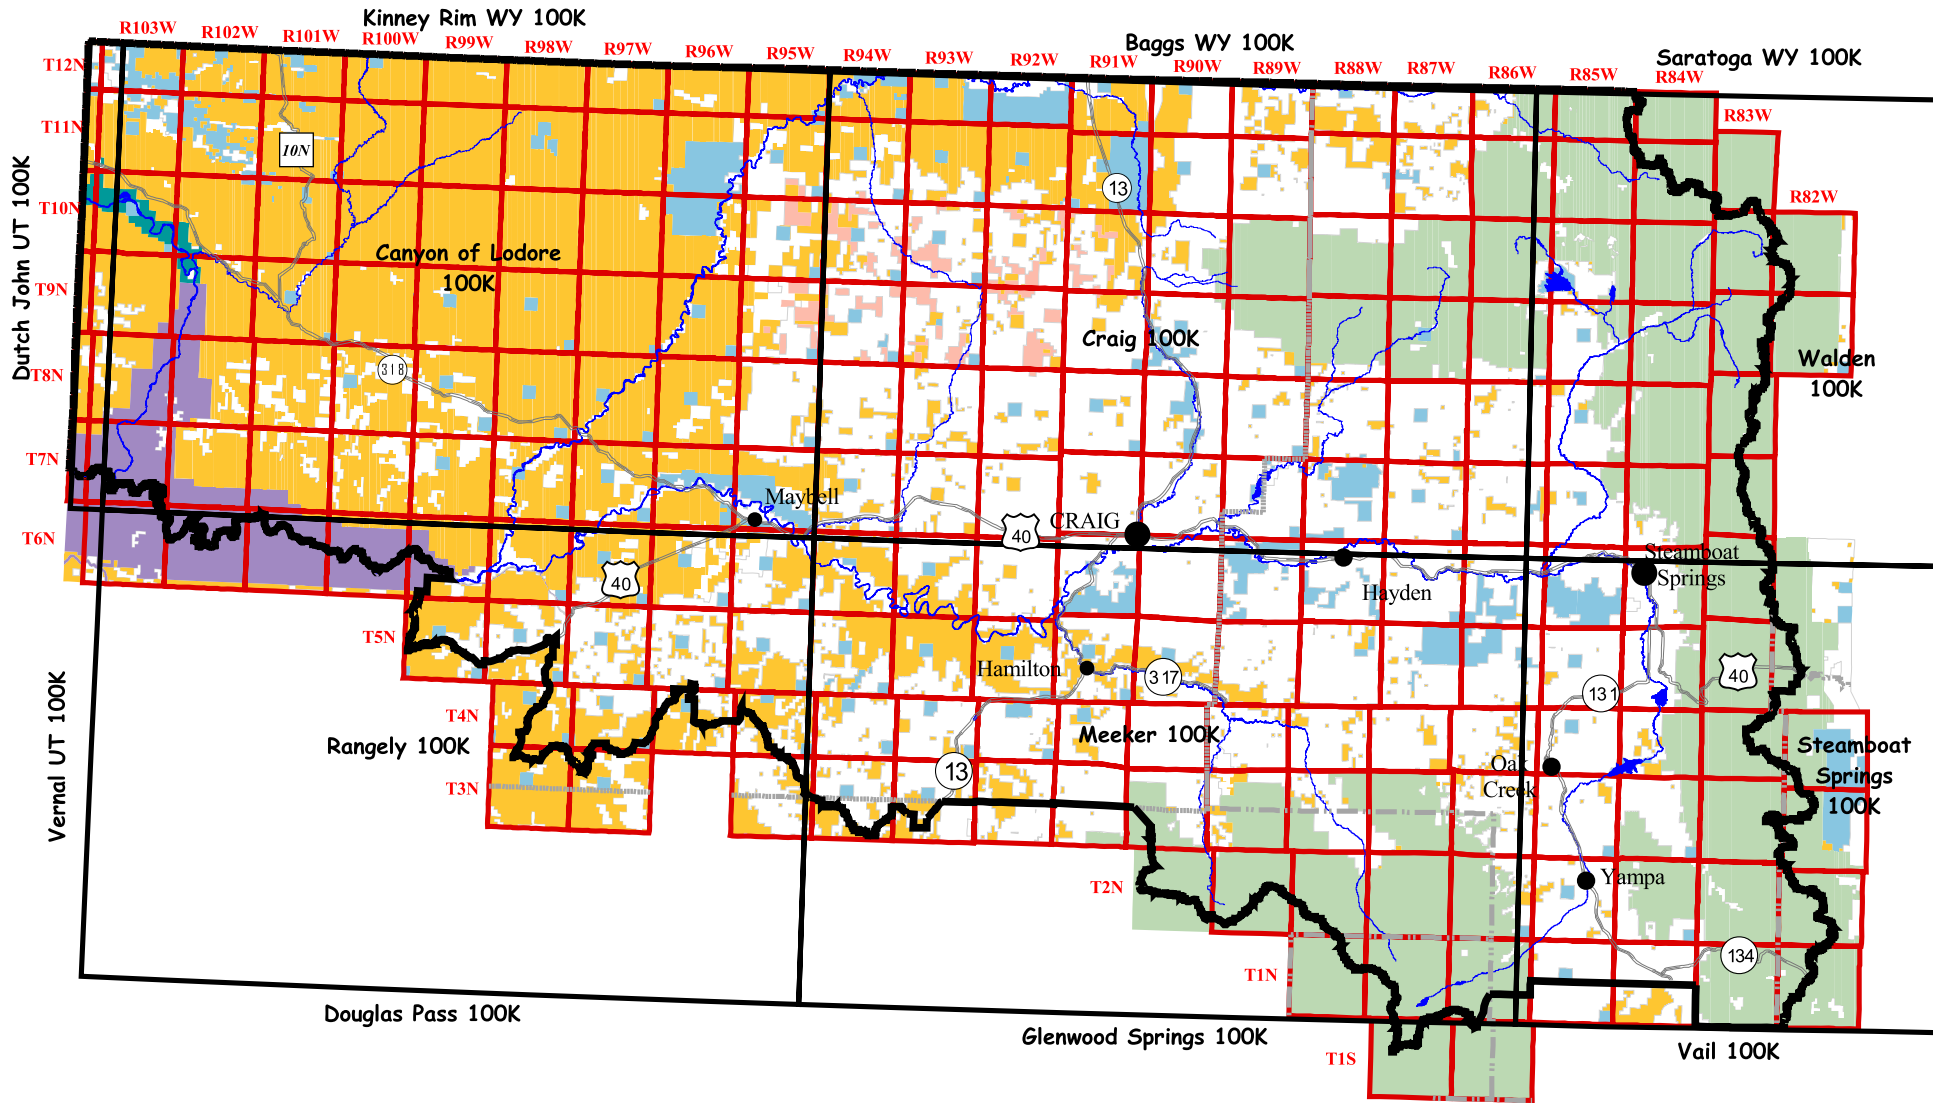 Kinney Rim WY 100K
Baggs WY 100K
Saratoga WY 100K
R103W
R102W
R101W
R100W
R99W
R98W
R97W
R96W
R95W
R94W
R93W
R92W
R91W
R90W
R89W
R88W
R87W
R86W
R85W
R84W
R83W
R82W
T12N
T11N
T10N
T9N
T8N
T7N
T6N
T5N
T4N
T3N
T2N
T1N
T1S
Dutch John UT 100K
Vernal UT 100K
10N
13
Canyon of Lodore
100K
318
Craig 100K
Walden
100K
Maybell
CRAIG
40
40
Hayden
Steamboat
Springs
Hamilton
317
131
40
Rangely 100K
Meeker 100K
13
Oak
Creek
Steamboat
Springs
100K
Yampa
134
Douglas Pass 100K
Glenwood Springs 100K
Vail 100K